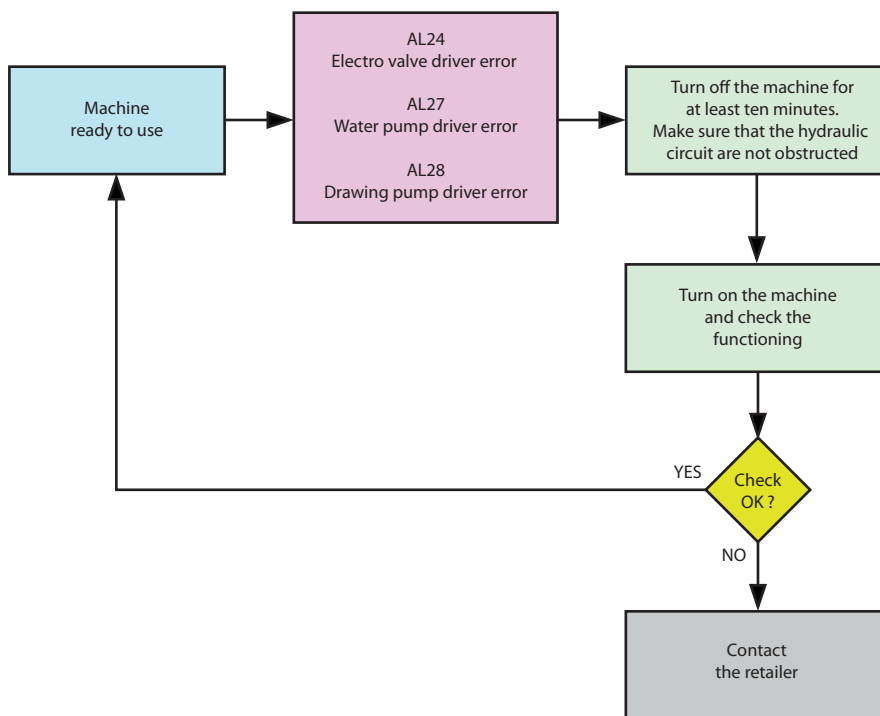 Machine
ready to use
AL24
Electro valve driver error
AL27
Water pump driver error
AL28
Drawing pump driver error
Turn off the machine for
at least ten minutes.
Make sure that the hydraulic
circuit are not obstructed
Turn on the machine
and check the
functioning
YES
Check
OK ?
NO
Contact
the retailer